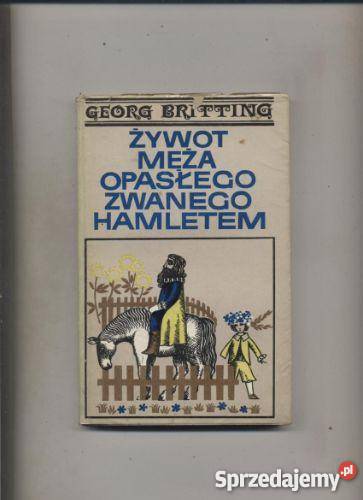 GEORG BRITTING
ŻYWOT
MĘŻA
OPASŁEGO
ZWANEGO
HAMLETEM
Sprzedajemy.pl